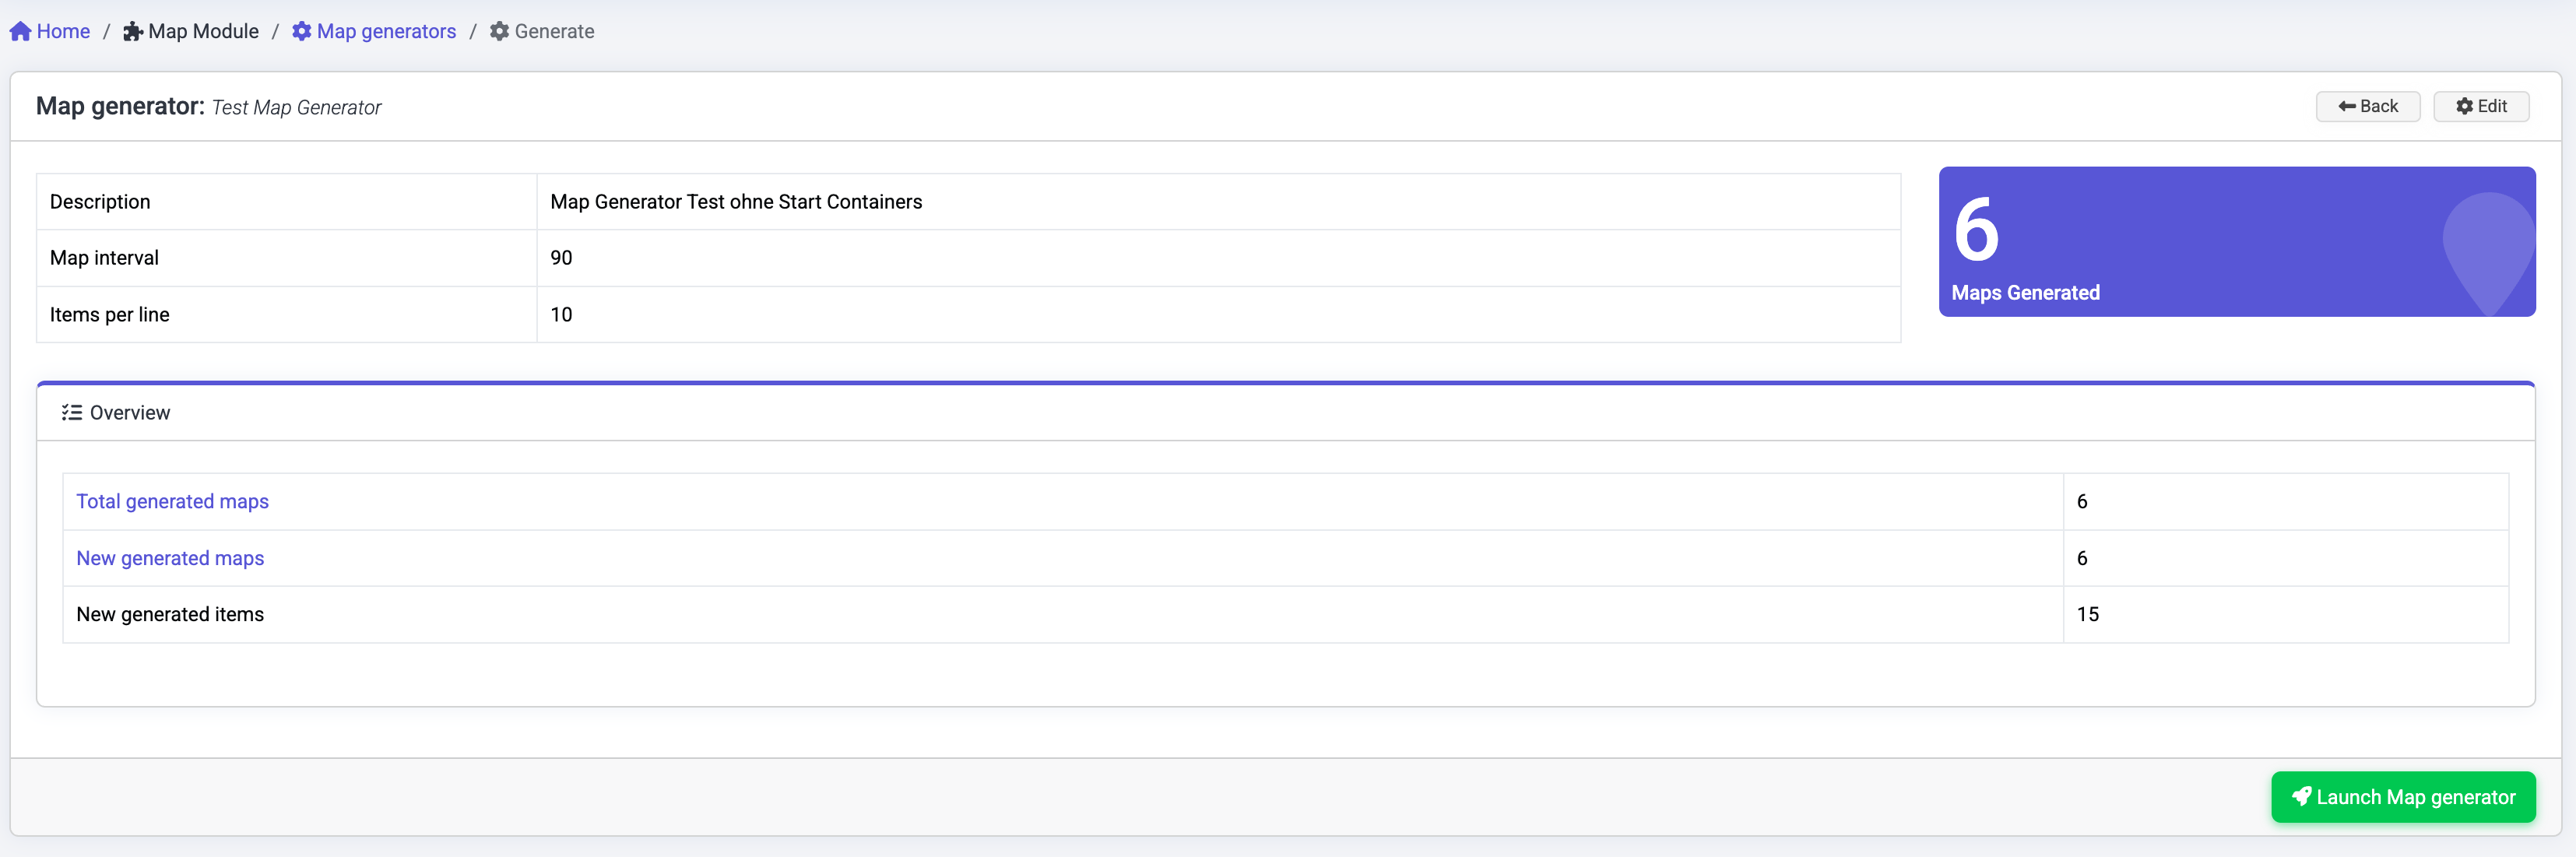 Home / Map Module / Map generators / Generate
Map generator: Test Map Generator
Back
Edit
Description
Map Generator Test ohne Start Containers
Map interval
90
Items per line
10
6
Maps Generated
Overview
Total generated maps
6
New generated maps
6
New generated items
15
Launch Map generator